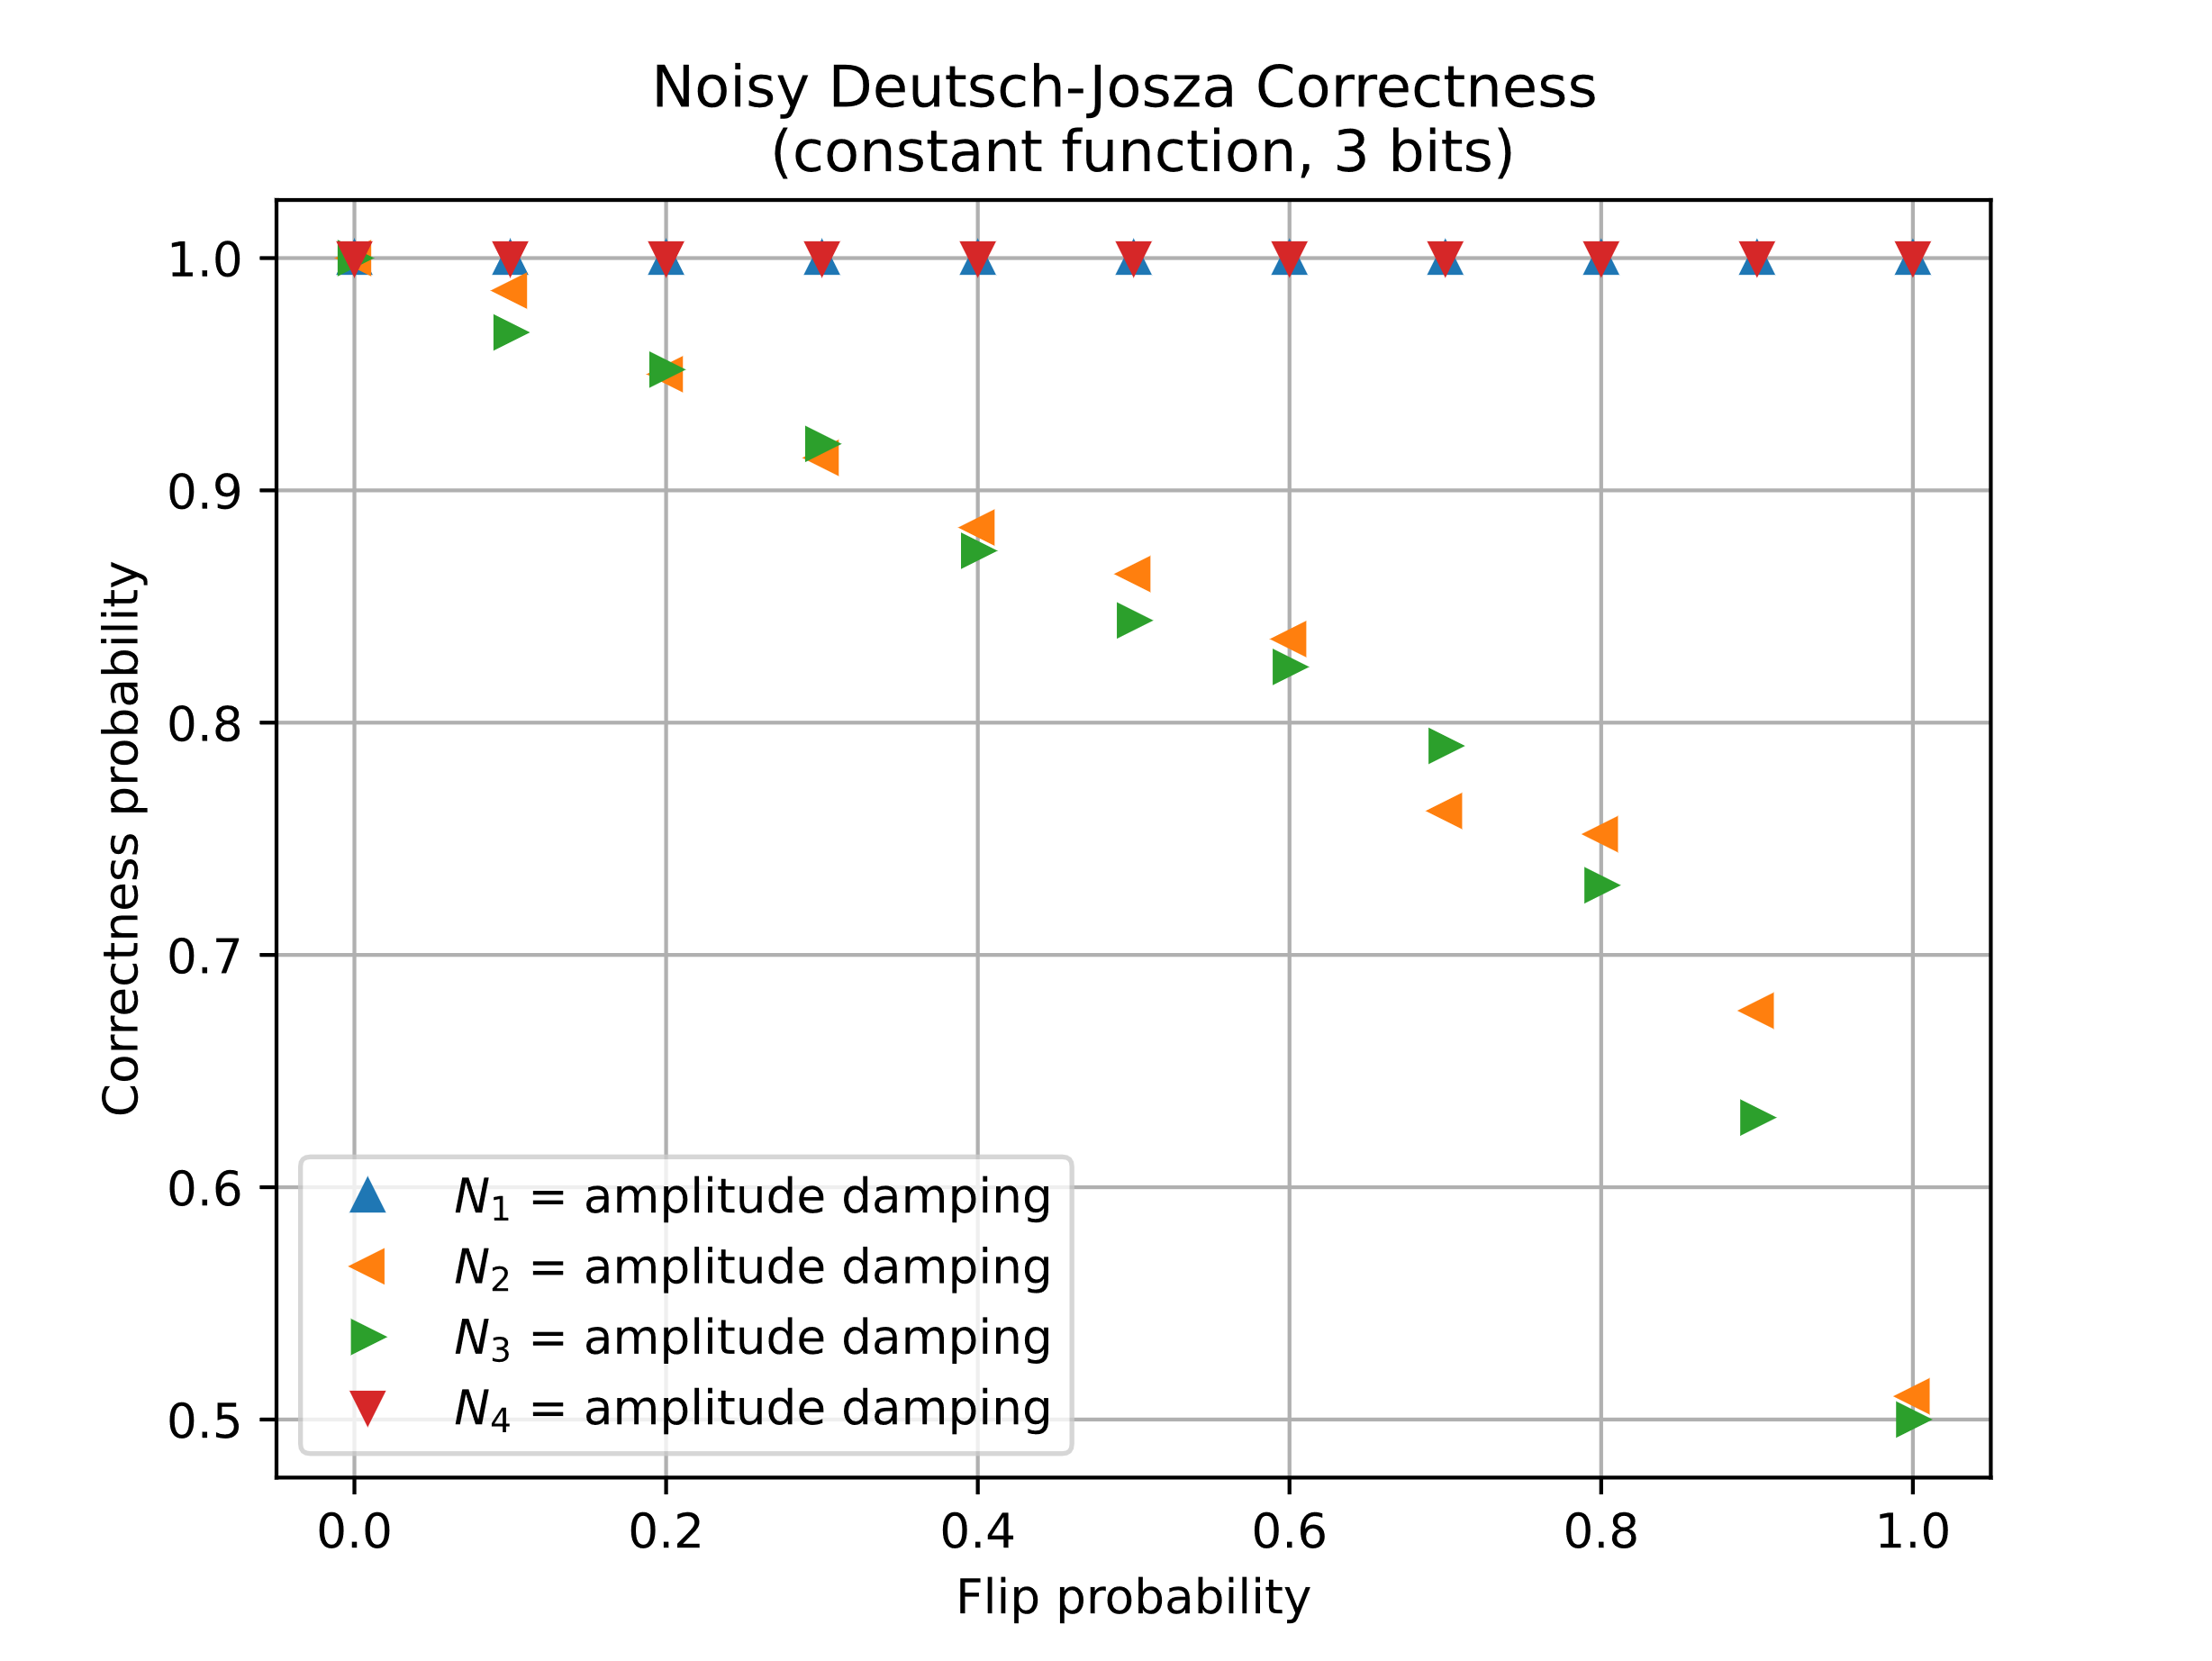 Noisy Deutsch-Josza Correctness
(constant function, 3 bits)
1.0
0.9
0.8
0.7
0.6
0.5
Correctness probability
N₁ = amplitude damping
N₂ = amplitude damping
N₃ = amplitude damping
N₄ = amplitude damping
0.0 0.2 0.4 0.6 0.8 1.0
Flip probability